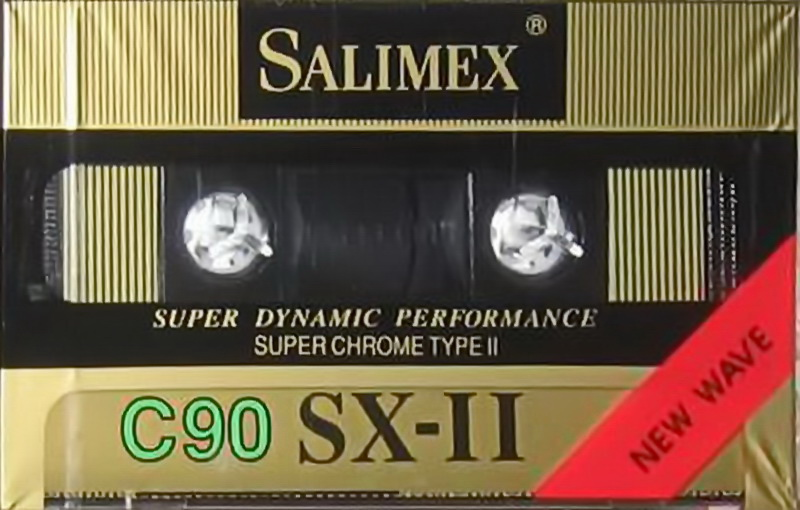 SALIMEX®
SUPER DYNAMIC PERFORMANCE
SUPER CHROME TYPE II
C90 SX-II
NEW WAVE